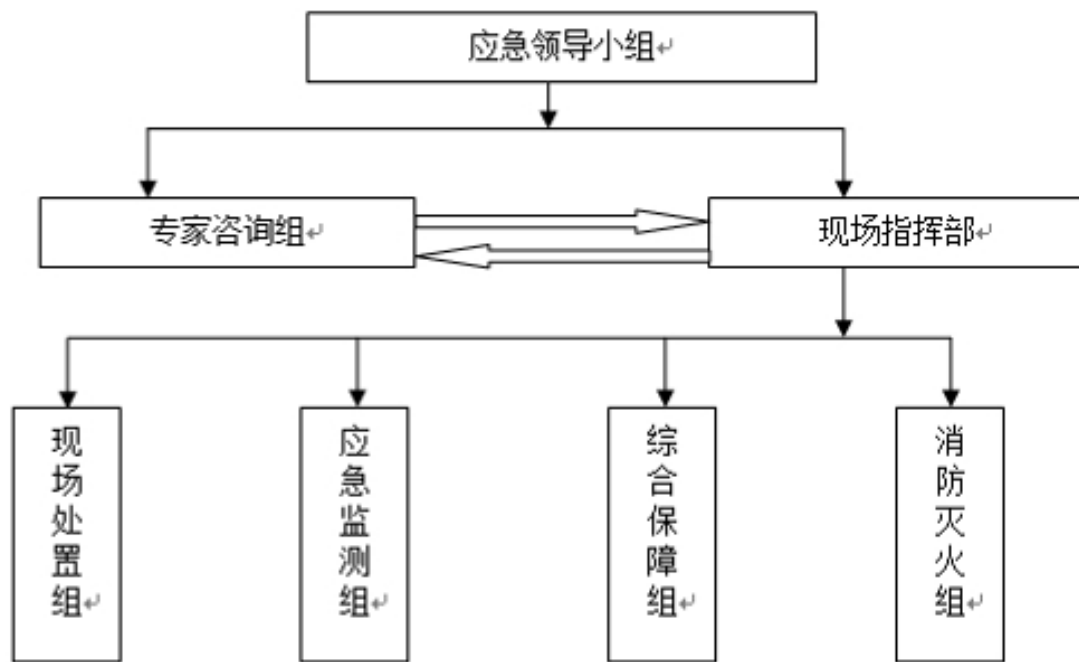 应急领导小组
专家咨询组
现场指挥部
现场处置组
应急监测组
综合保障组
消防灭火组